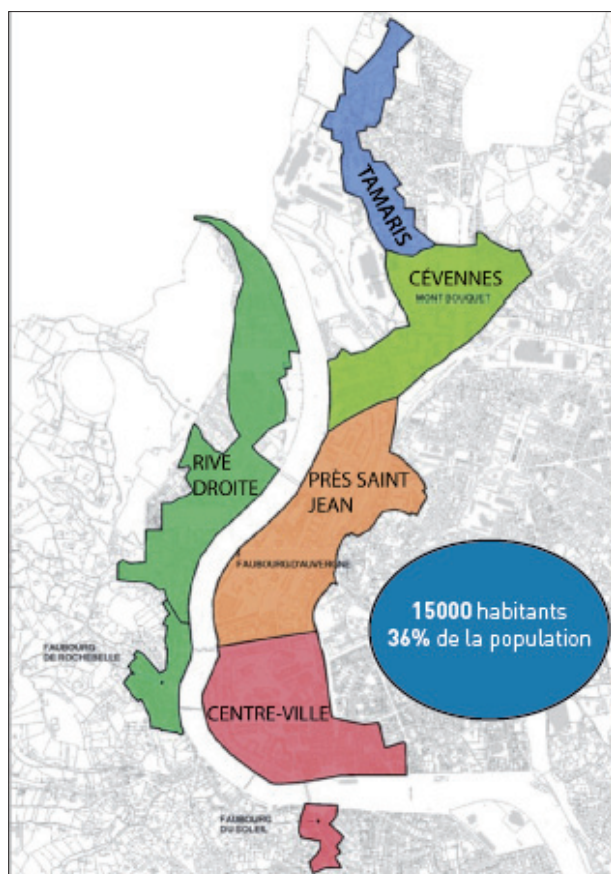 TAMARIS
CÉVENNES
MONT BOUQUET
RIVE
DROITE
PRÈS SAINT
JEAN
FAUBOURG D'AUVERGNE
15000 habitants
36% de la population
FAUBOURG
DE ROCHEBELLE
CENTRE-VILLE
FAUBOURG
DU SOLEIL